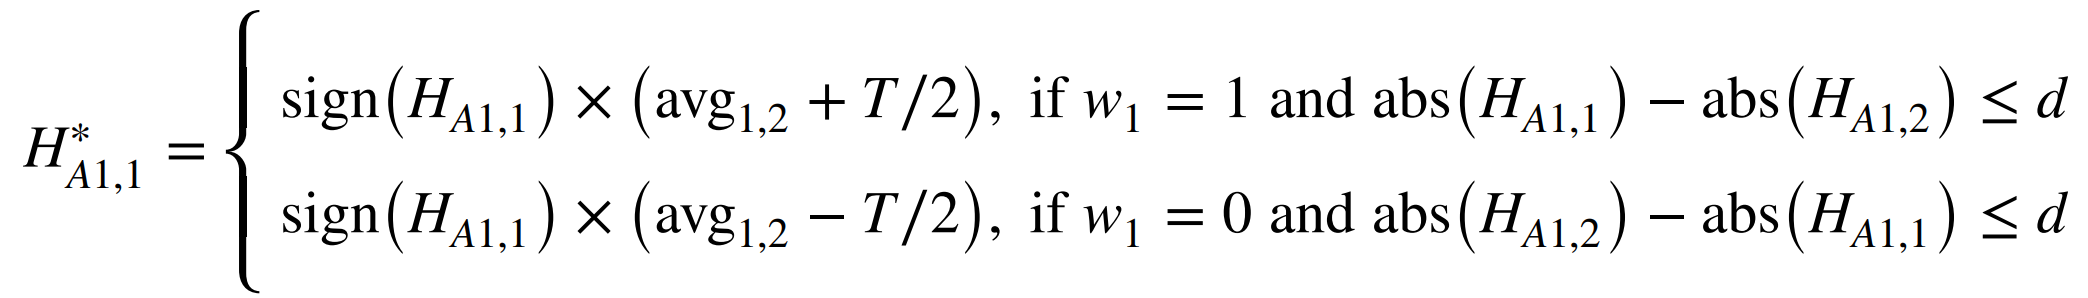 H*_{A1,1} = {
sign(H_{A1,1}) × (avg_{1,2} + T/2), if w_1 = 1 and abs(H_{A1,1}) − abs(H_{A1,2}) ≤ d
sign(H_{A1,1}) × (avg_{1,2} − T/2), if w_1 = 0 and abs(H_{A1,2}) − abs(H_{A1,1}) ≤ d